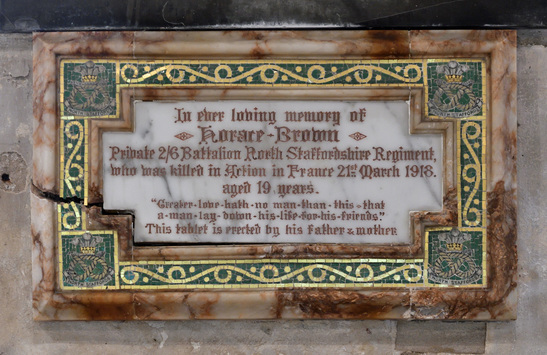 In ever loving memory of
Horace-Brown
Private 2/6 Battalion North Staffordshire Regiment,
who was killed in Action in France 21st March 1918.
aged 19 years.
"Greater-love-hath-no man-than-this-that
a-man-lay-down-his-life-for-his-friends."
This tablet is erected by his father & mother